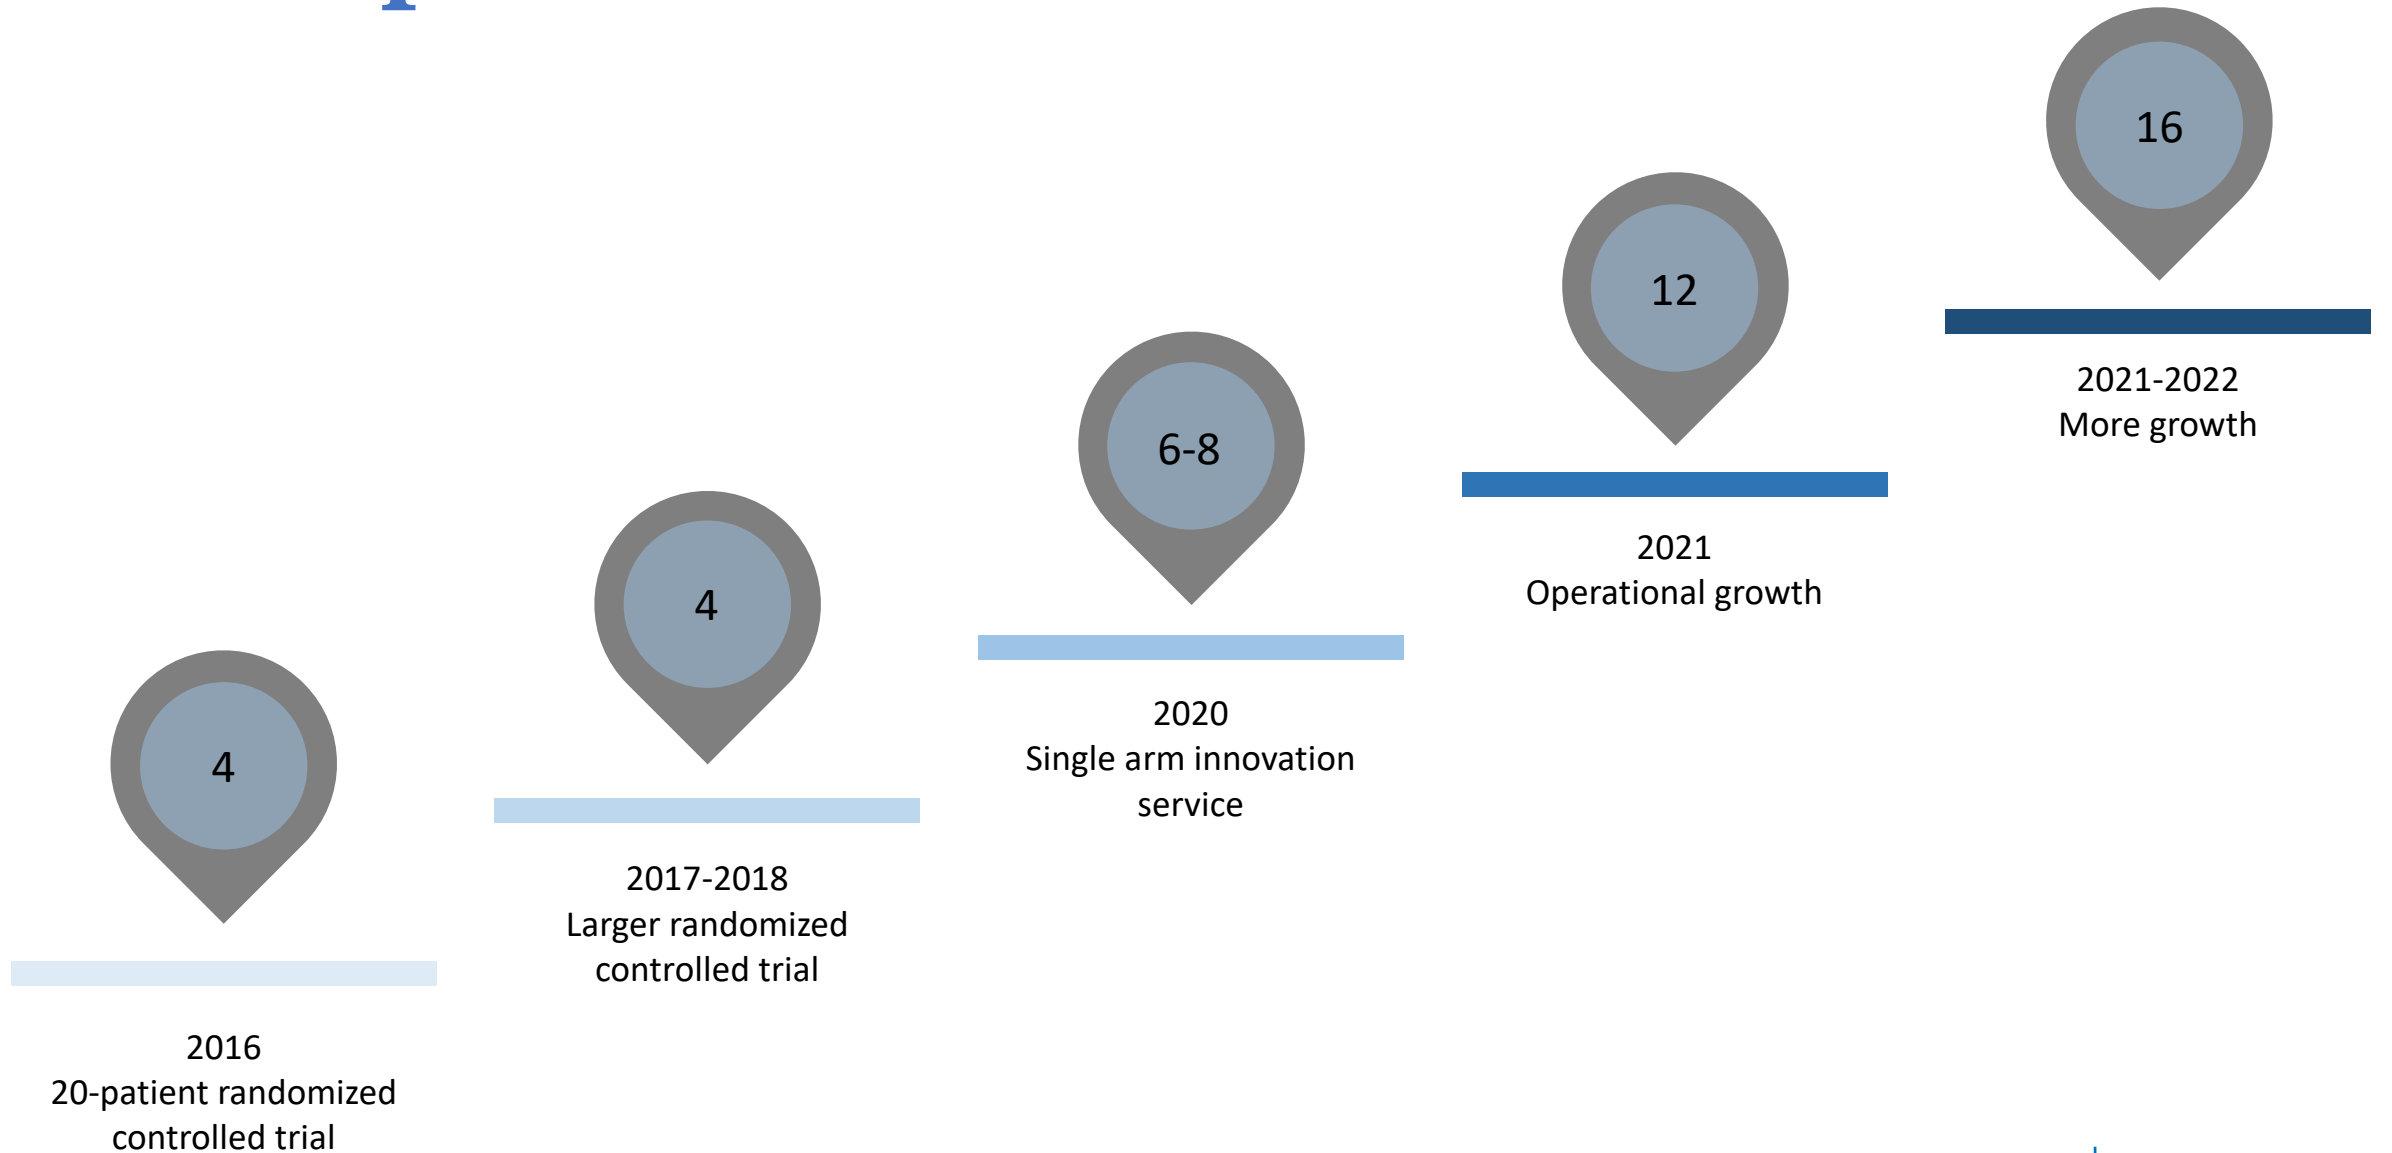 16
2021-2022
More growth
12
2021
Operational growth
6-8
2020
Single arm innovation
service
4
2017-2018
Larger randomized
controlled trial
4
2016
20-patient randomized
controlled trial